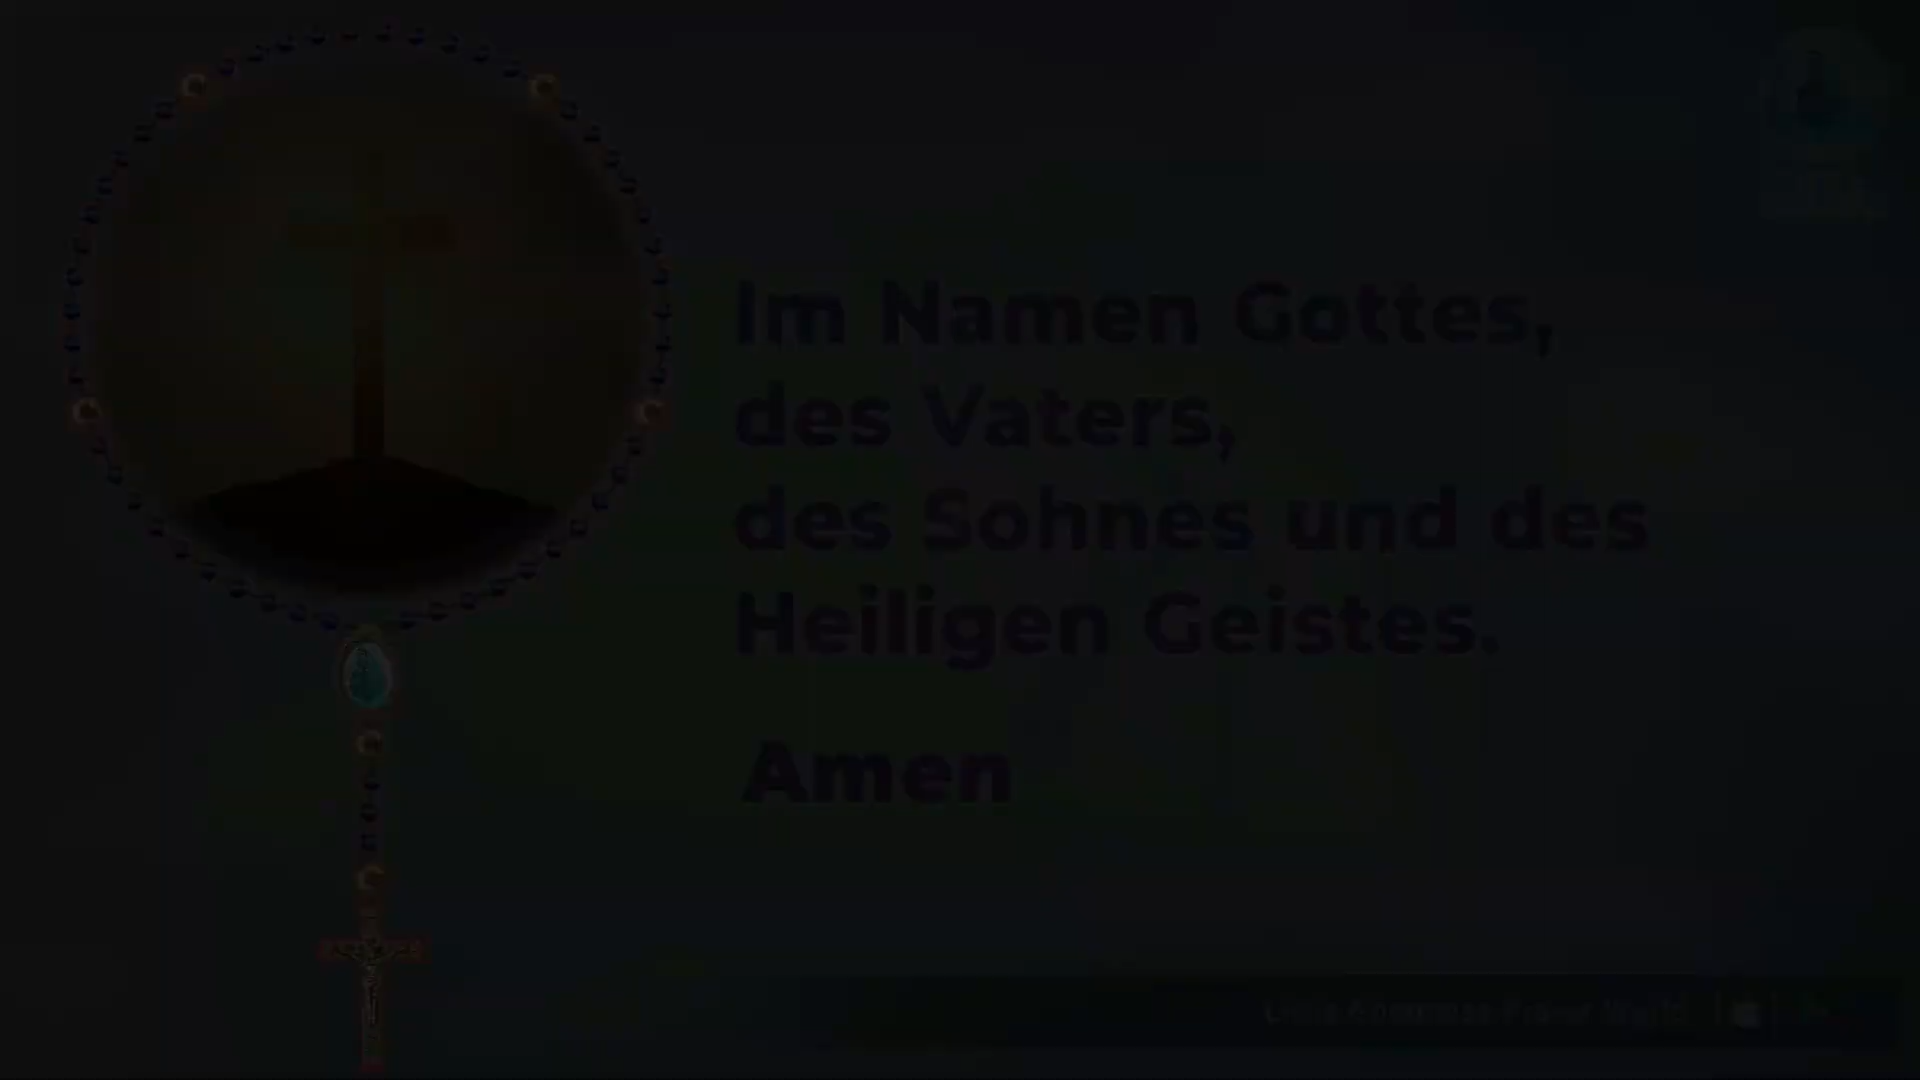 Im Namen Gottes,
des Vaters,
des Sohnes und des
Heiligen Geistes.
Amen